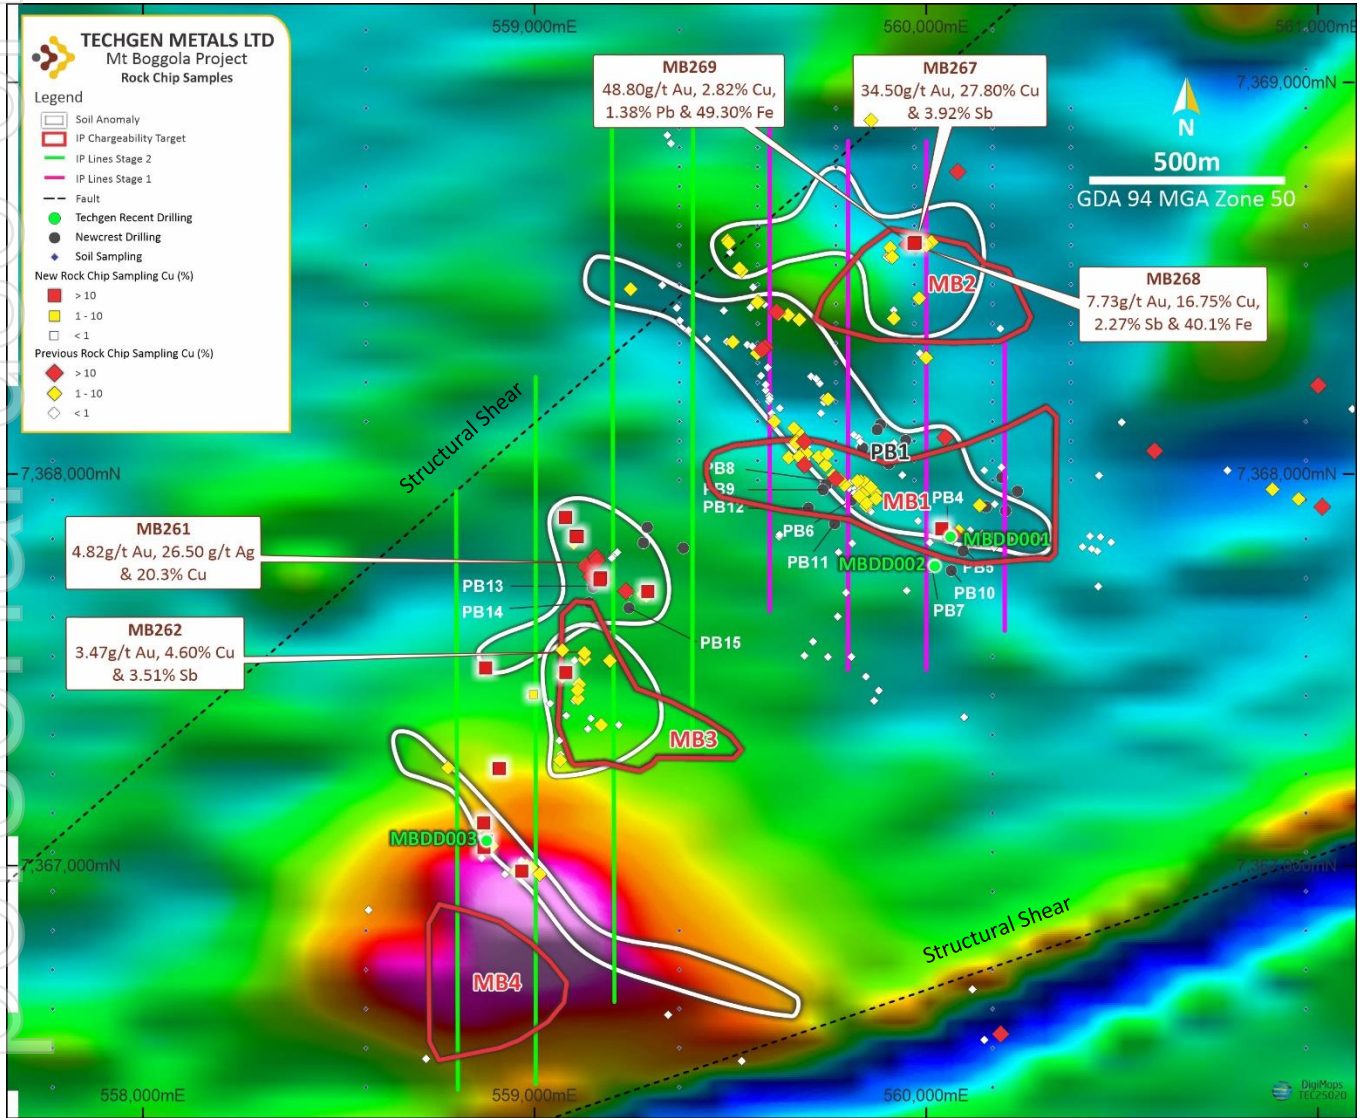 559,000mE
560,000mE
561,000mE
TECHGEN METALS LTD
Mt Boggola Project
Rock Chip Samples
Legend
Soil Anomaly
IP Chargeability Target
IP Lines Stage 2
IP Lines Stage 1
Fault
Techgen Recent Drilling
Newcrest Drilling
Soil Sampling
New Rock Chip Sampling Cu (%)
> 10
1 - 10
< 1
Previous Rock Chip Sampling Cu (%)
> 10
1 - 10
< 1
MB269
48.80g/t Au, 2.82% Cu,
1.38% Pb & 49.30% Fe
MB267
34.50g/t Au, 27.80% Cu
& 3.92% Sb
7,369,000mN
N
500m
GDA 94 MGA Zone 50
MB268
7.73g/t Au, 16.75% Cu,
2.27% Sb & 40.1% Fe
MB2
Structural Shear
7,368,000mN
7,368,000mN
PB1
PB8
PB9
PB12
MB1
PB4
PB6
MBDD001
PB11
MBDD002
PB5
PB10
PB7
MB261
4.82g/t Au, 26.50 g/t Ag
& 20.3% Cu
PB13
PB14
PB15
MB262
3.47g/t Au, 4.60% Cu
& 3.51% Sb
MB3
MBDD003
7,367,000mN
7,367,000mN
Structural Shear
MB4
558,000mE
559,000mE
560,000mE
DigiMaps
TEC25020